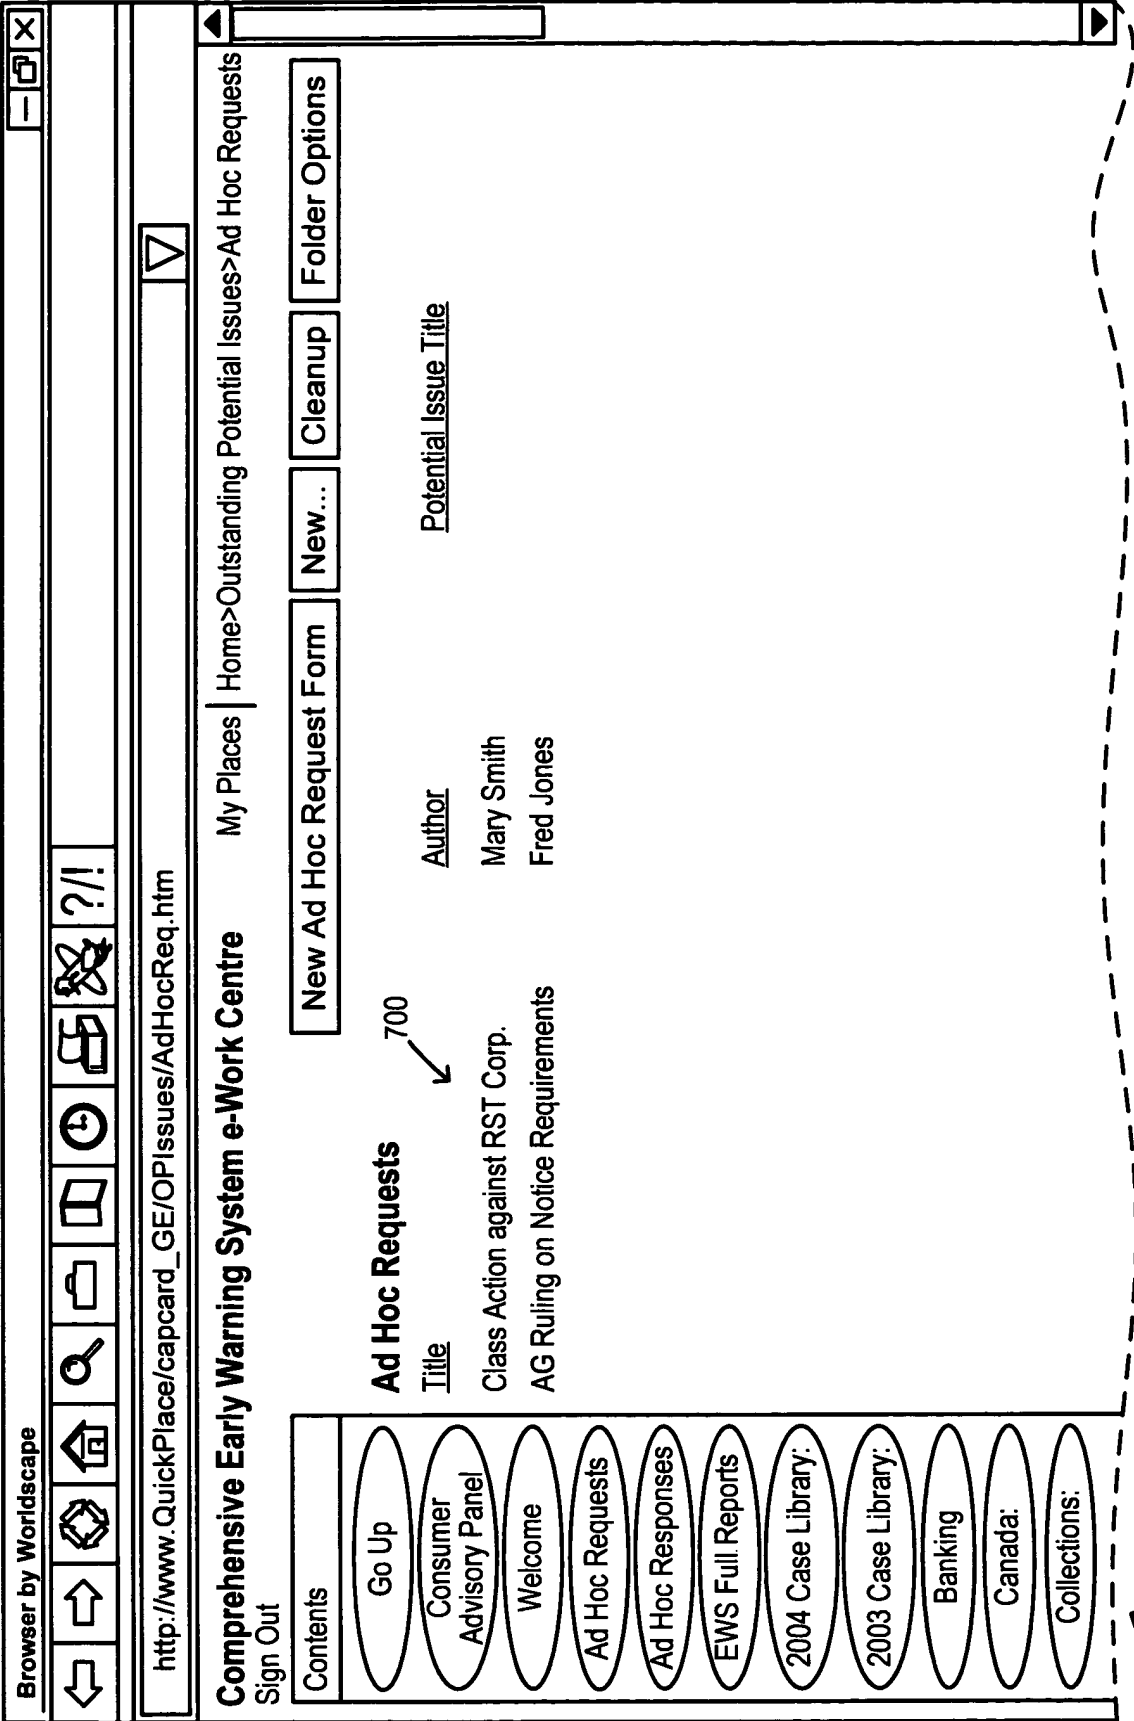 Browser by Worldscape
?/!
http://www.QuickPlace/capcard_GE/OPIssues/AdHocReq.htm
Comprehensive Early Warning System e-Work Centre
My Places | Home>Outstanding Potential Issues>Ad Hoc Requests
Sign Out
New Ad Hoc Request Form
New...
Cleanup
Folder Options
Contents
Go Up
Consumer
Advisory Panel
Welcome
Ad Hoc Requests
Ad Hoc Responses
EWS Full Reports
2004 Case Library:
2003 Case Library:
Banking
Canada:
Collections:
Ad Hoc Requests
700
Title Author Potential Issue Title
Class Action against RST Corp. Mary Smith
AG Ruling on Notice Requirements Fred Jones